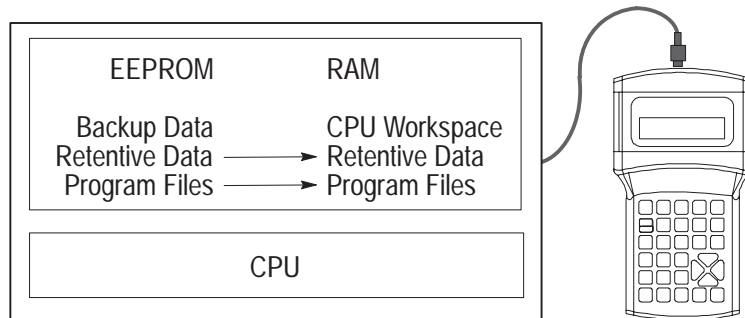 EEPROM RAM
Backup Data CPU Workspace
Retentive Data Retentive Data
Program Files Program Files
CPU